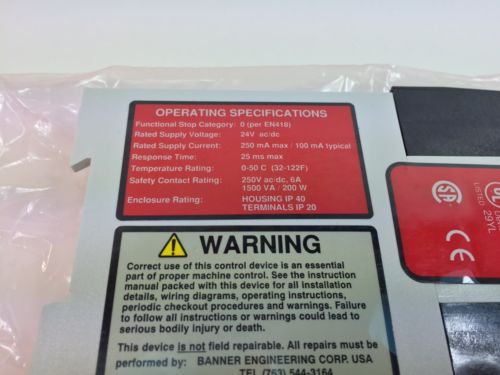 OPERATING SPECIFICATIONS
Functional Stop Category: 0 (per EN418)
Rated Supply Voltage: 24V ac/dc
Rated Supply Current: 250 mA max / 100 mA typical
Response Time: 25 ms max
Temperature Rating: 0-50 C (32-122F)
Safety Contact Rating: 250V ac/dc, 6A
1500 VA / 200 W
Enclosure Rating: HOUSING IP 40
TERMINALS IP 20
WARNING
Correct use of this control device is an essential
part of proper machine control. See the instruction
manual packed with this device for all installation
details, wiring diagrams, operating instructions,
periodic checkout procedures and warnings. Failure
to follow all instructions or warnings could lead to
serious bodily injury or death.
This device is not field repairable. All repairs must be
performed by: BANNER ENGINEERING CORP. USA
TEL (763) 544-3164
SA
CE
LISTED
UL
29YL